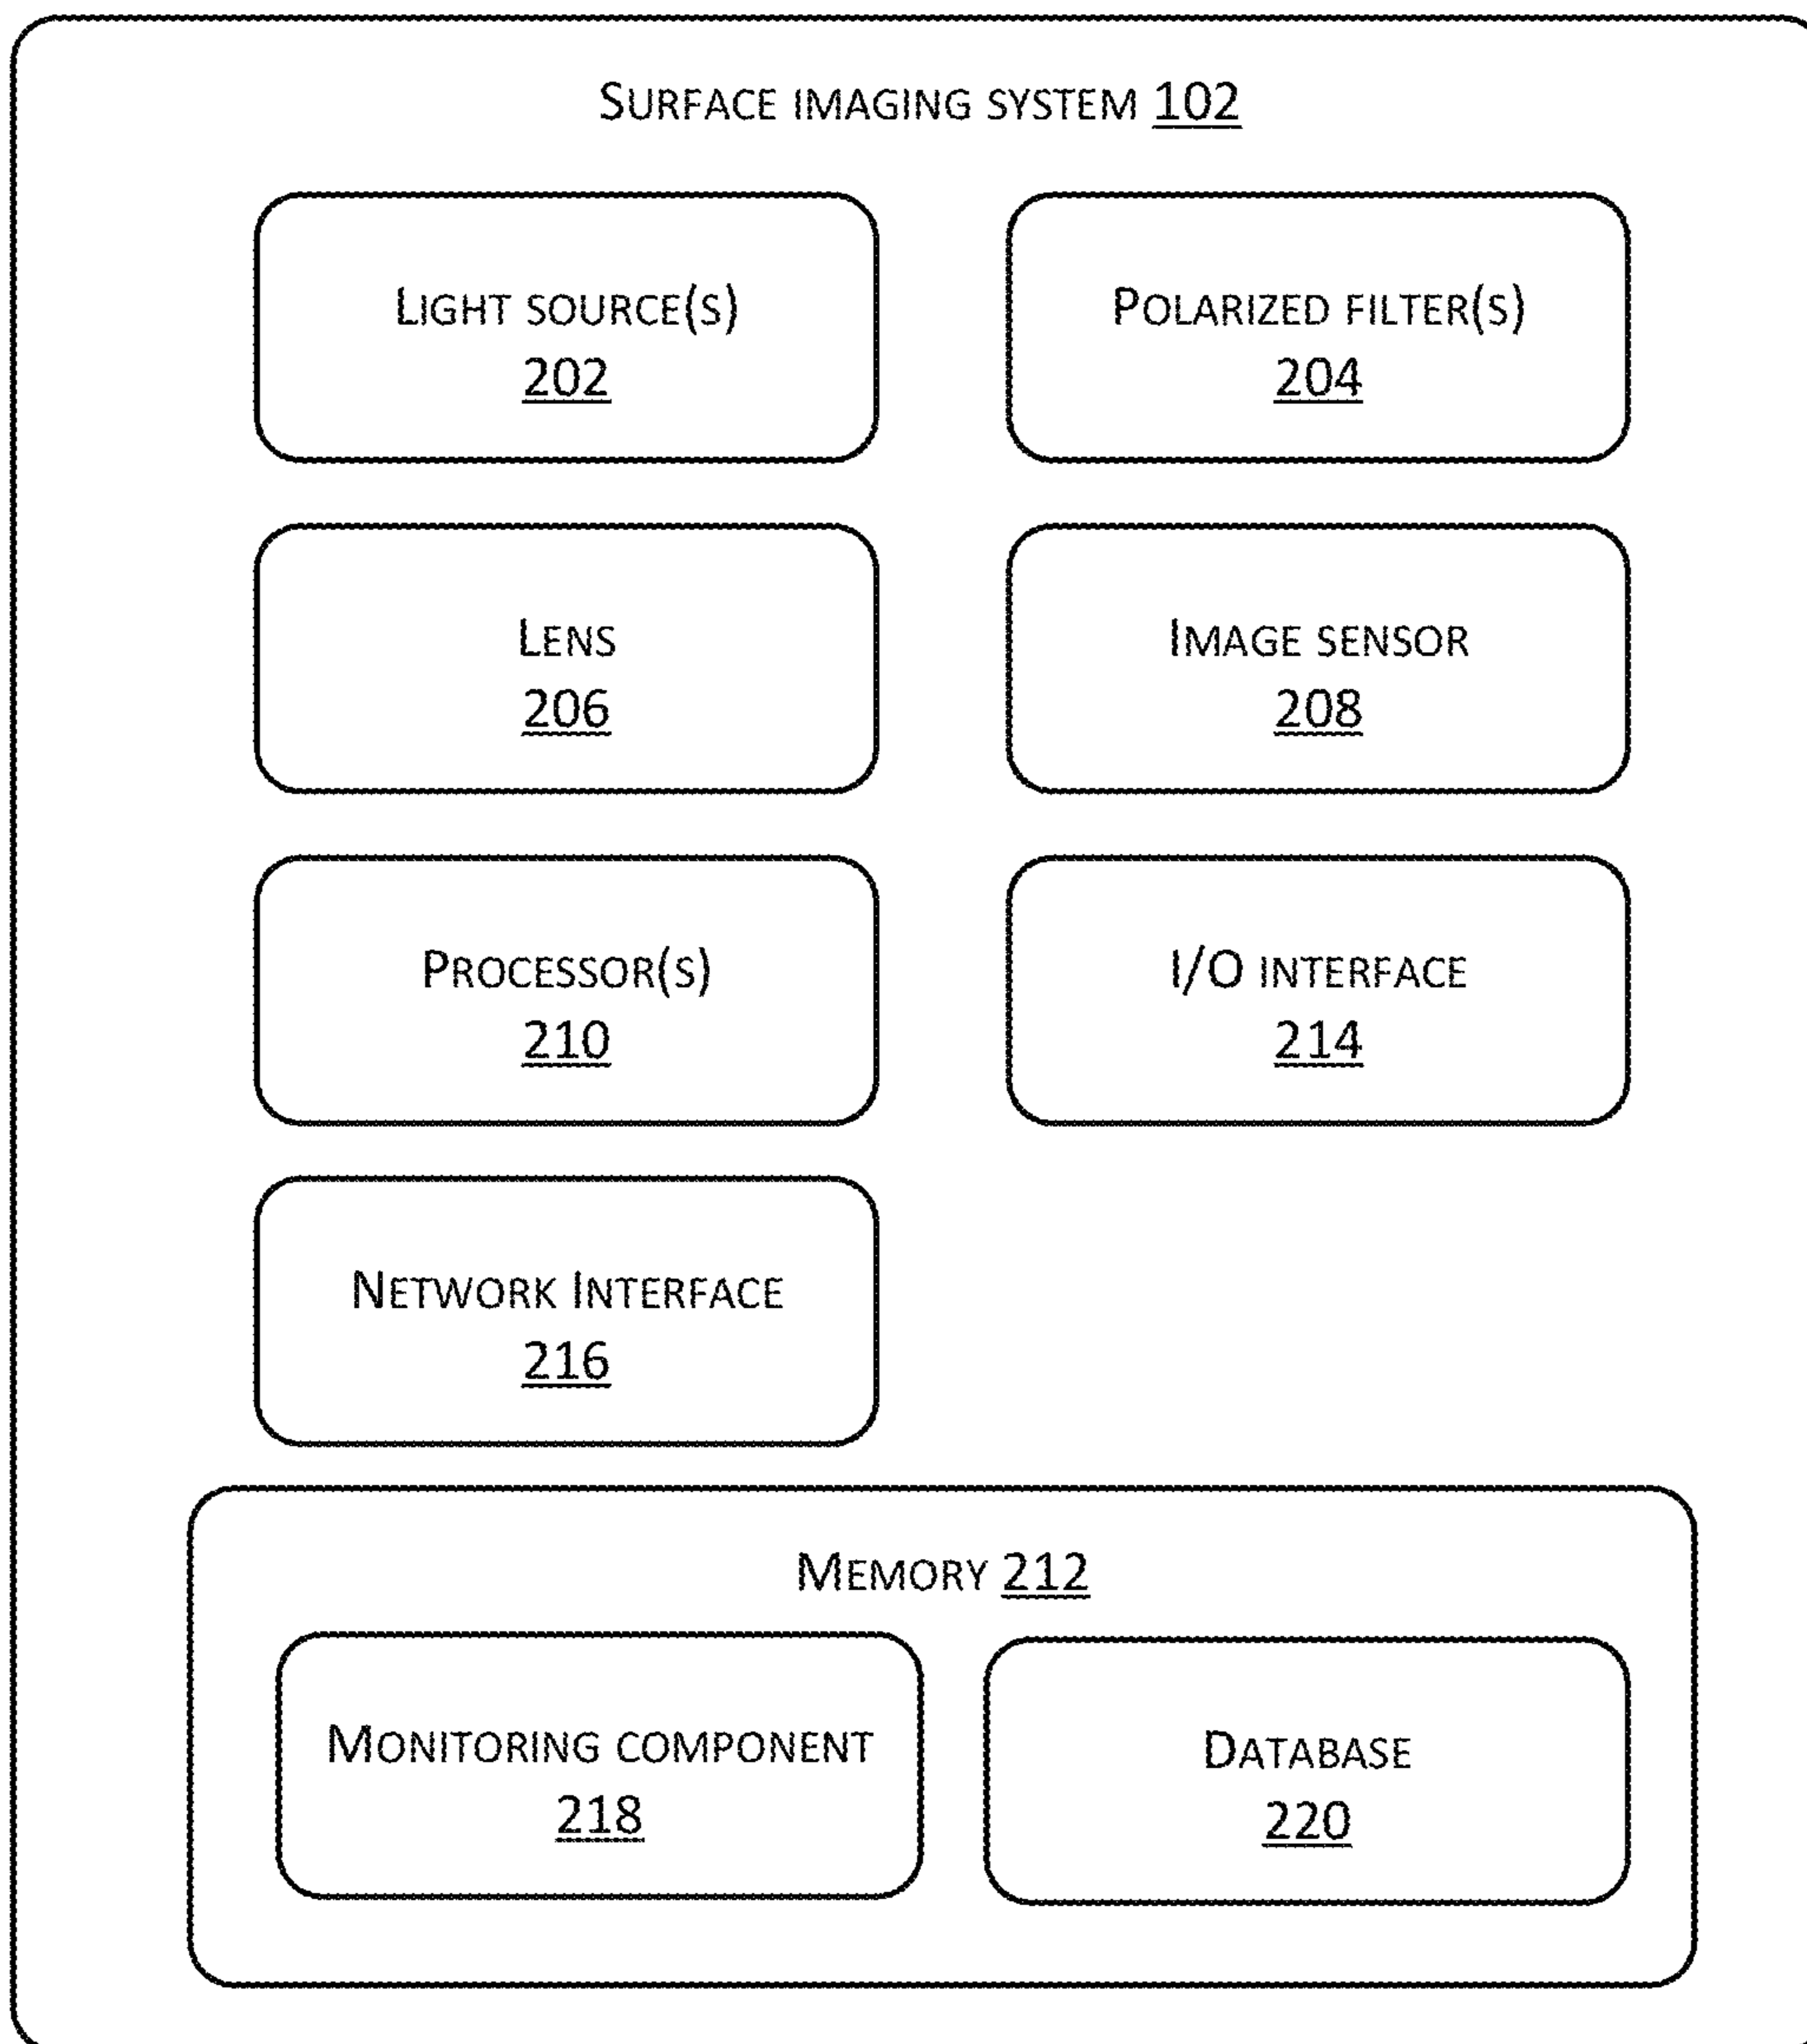 Surface imaging system 102
Light source(s)
202
Polarized filter(s)
204
Lens
206
Image sensor
208
Processor(s)
210
I/O interface
214
Network Interface
216
Memory 212
Monitoring component
218
Database
220